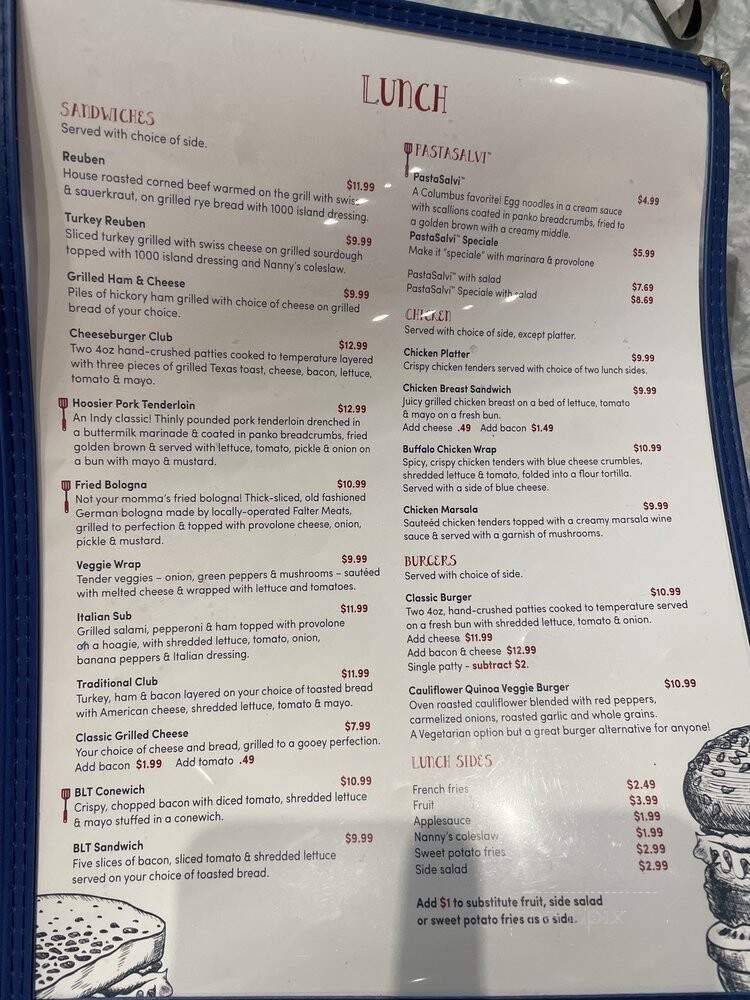 LUNCH
SANDWICHES
Served with choice of side.
Reuben
$11.99
House roasted corned beef warmed on the grill with swiss
& sauerkraut, on grilled rye bread with 1000 island dressing.
Turkey Reuben
$9.99
Sliced turkey grilled with swiss cheese on grilled sourdough
topped with 1000 island dressing and Nanny's coleslaw.
Grilled Ham & Cheese
$9.99
Piles of hickory ham grilled with choice of cheese on grilled
bread of your choice.
Cheeseburger Club
$12.99
Two 4oz hand-crushed patties cooked to temperature layered
with three pieces of grilled Texas toast, cheese, bacon, lettuce,
tomato & mayo.
Hoosier Pork Tenderloin
$12.99
An Indy classic! Thinly pounded pork tenderloin drenched in
a buttermilk marinade & coated in panko breadcrumbs, fried
golden brown & served with lettuce, tomato, pickle & onion on
a bun with mayo & mustard.
Fried Bologna
$10.99
Not your momma's fried bologna! Thick-sliced, old fashioned
German bologna made by locally-operated Falter Meats,
grilled to perfection & topped with provolone cheese, onion,
pickle & mustard.
Veggie Wrap
$9.99
Tender veggies – onion, green peppers & mushrooms – sautéed
with melted cheese & wrapped with lettuce and tomatoes.
Italian Sub
$11.99
Grilled salami, pepperoni & ham topped with provolone
on a hoagie, with shredded lettuce, tomato, onion,
banana peppers & Italian dressing.
Traditional Club
$11.99
Turkey, ham & bacon layered on your choice of toasted bread
with American cheese, shredded lettuce, tomato & mayo.
Classic Grilled Cheese
$7.99
Your choice of cheese and bread, grilled to a gooey perfection.
Add bacon $1.99 Add tomato .49
BLT Conewich
$10.99
Crispy, chopped bacon with diced tomato, shredded lettuce
& mayo stuffed in a conewich.
BLT Sandwich
$9.99
Five slices of bacon, sliced tomato & shredded lettuce
served on your choice of toasted bread.
PASTASALVI™
PastaSalvi™
$4.99
A Columbus favorite! Egg noodles in a cream sauce
with scallions coated in panko breadcrumbs, fried to
a golden brown with a creamy middle.
PastaSalvi™ Speciale
$5.99
Make it "speciale" with marinara & provolone
PastaSalvi™ with salad $7.69
PastaSalvi™ Speciale with salad $8.69
CHICKEN
Served with choice of side, except platter.
Chicken Platter $9.99
Crispy chicken tenders served with choice of two lunch sides.
Chicken Breast Sandwich $9.99
Juicy grilled chicken breast on a bed of lettuce, tomato
& mayo on a fresh bun.
Add cheese .49 Add bacon $1.49
Buffalo Chicken Wrap $10.99
Spicy, crispy chicken tenders with blue cheese crumbles,
shredded lettuce & tomato, folded into a flour tortilla.
Served with a side of blue cheese.
Chicken Marsala $9.99
Sauteéd chicken tenders topped with a creamy marsala wine
sauce & served with a garnish of mushrooms.
BURGERS
Served with choice of side.
Classic Burger $10.99
Two 4oz, hand-crushed patties cooked to temperature served
on a fresh bun with shredded lettuce, tomato & onion.
Add cheese $11.99
Add bacon & cheese $12.99
Single patty - subtract $2.
Cauliflower Quinoa Veggie Burger $10.99
Oven roasted cauliflower blended with red peppers,
carmelized onions, roasted garlic and whole grains.
A Vegetarian option but a great burger alternative for anyone!
LUNCH SIDES
French fries $2.49
Fruit $3.99
Applesauce $1.99
Nanny's coleslaw $1.99
Sweet potato fries $2.99
Side salad $2.99
Add $1 to substitute fruit, side salad
or sweet potato fries as a side.